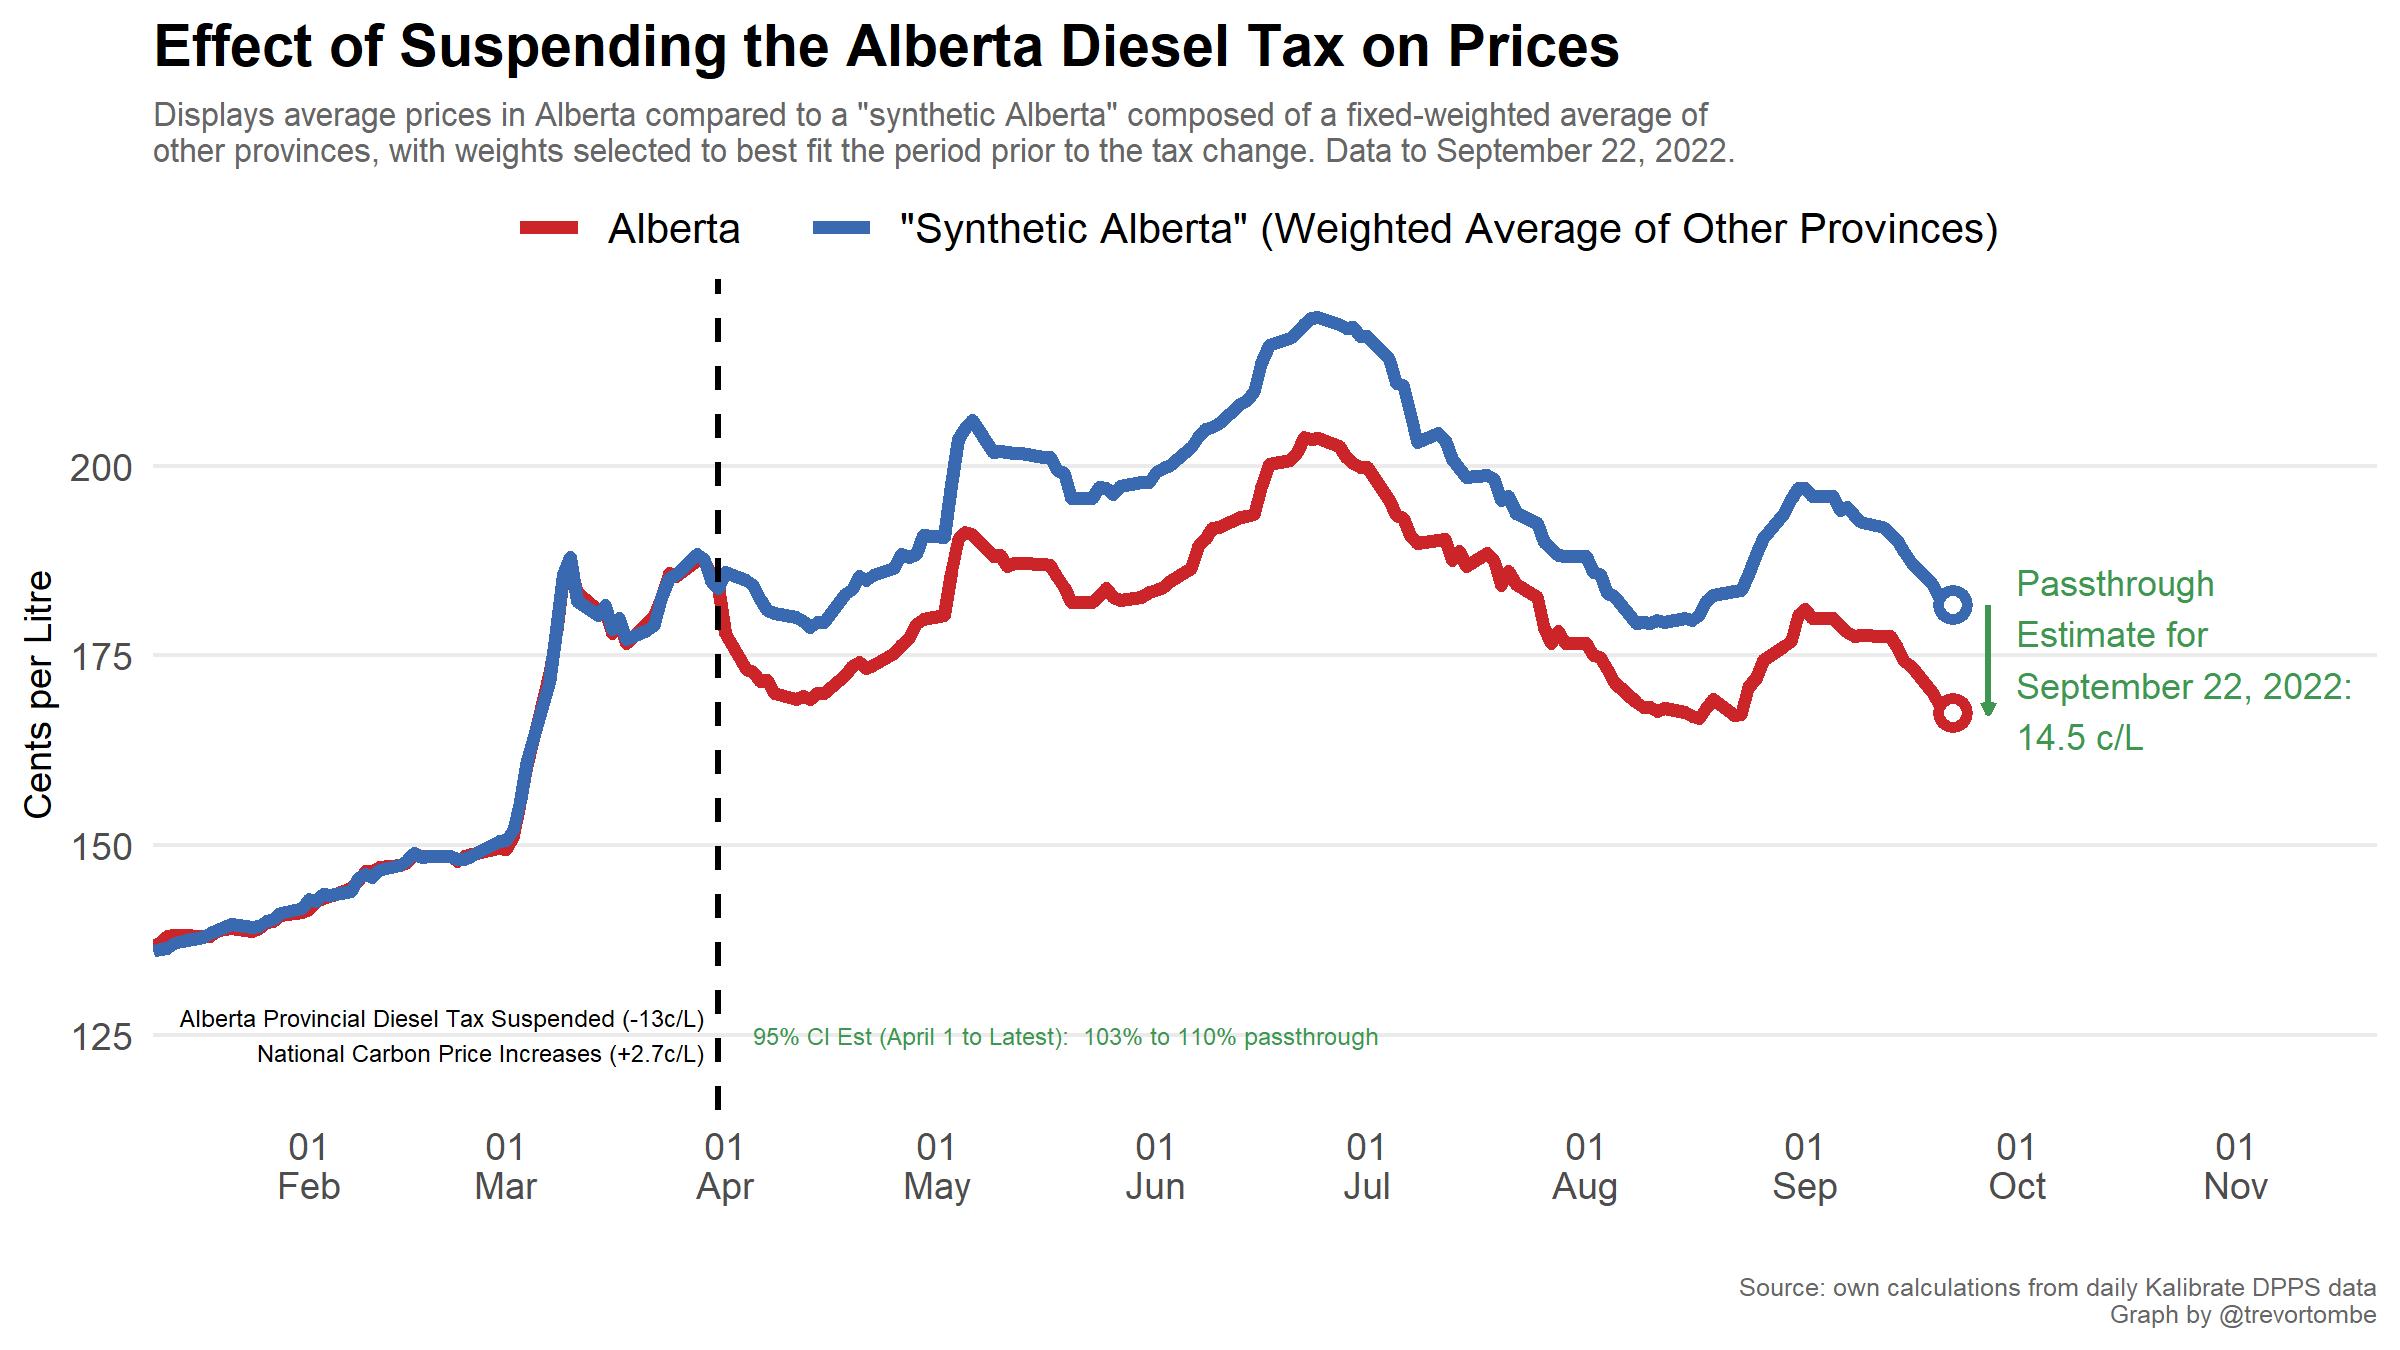 Effect of Suspending the Alberta Diesel Tax on Prices
Displays average prices in Alberta compared to a "synthetic Alberta" composed of a fixed-weighted average of
other provinces, with weights selected to best fit the period prior to the tax change. Data to September 22, 2022.
Alberta
"Synthetic Alberta" (Weighted Average of Other Provinces)
Cents per Litre
200
175
150
125
Passthrough
Estimate for
September 22, 2022:
14.5 c/L
Alberta Provincial Diesel Tax Suspended (-13c/L)
National Carbon Price Increases (+2.7c/L)
95% CI Est (April 1 to Latest):  103% to 110% passthrough
01
Feb
01
Mar
01
Apr
01
May
01
Jun
01
Jul
01
Aug
01
Sep
01
Oct
01
Nov
Source: own calculations from daily Kalibrate DPPS data
Graph by @trevortombe